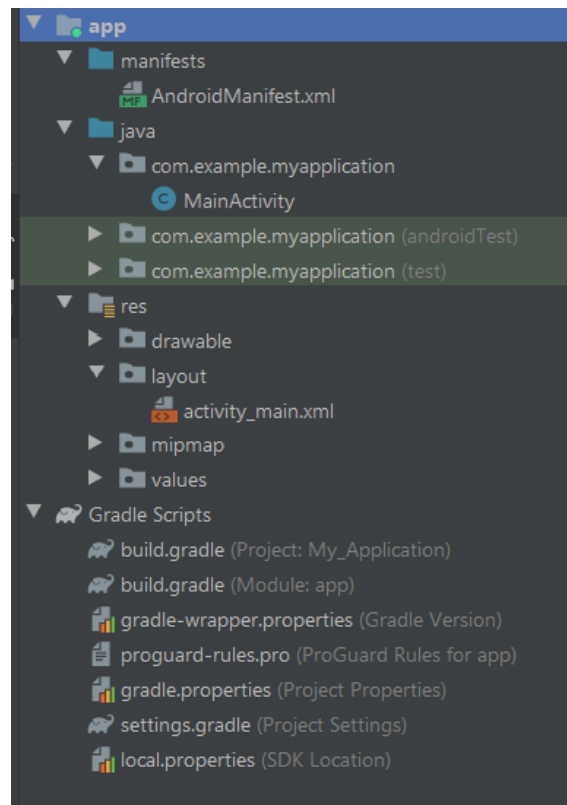 app
manifests
MF AndroidManifest.xml
java
com.example.myapplication
C MainActivity
com.example.myapplication (androidTest)
com.example.myapplication (test)
res
drawable
layout
<> activity_main.xml
mipmap
values
Gradle Scripts
build.gradle (Project: My_Application)
build.gradle (Module: app)
gradle-wrapper.properties (Gradle Version)
proguard-rules.pro (ProGuard Rules for app)
gradle.properties (Project Properties)
settings.gradle (Project Settings)
local.properties (SDK Location)